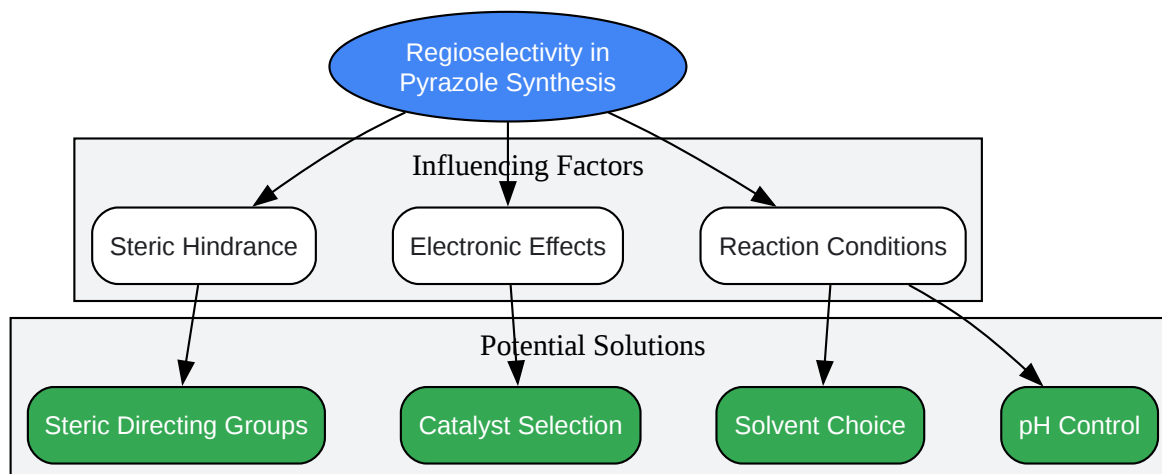 Regioselectivity in
Pyrazole Synthesis
Influencing Factors
Steric Hindrance
Electronic Effects
Reaction Conditions
Potential Solutions
Steric Directing Groups
Catalyst Selection
Solvent Choice
pH Control